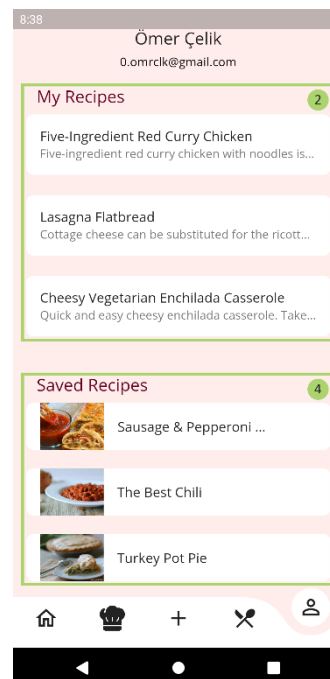 8:38
Ömer Çelik
0.omrclk@gmail.com
My Recipes
2
Five-Ingredient Red Curry Chicken
Five-ingredient red curry chicken with noodles is...
Lasagna Flatbread
Cottage cheese can be substituted for the ricott...
Cheesy Vegetarian Enchilada Casserole
Quick and easy cheesy enchilada casserole. Take...
Saved Recipes
4
Sausage & Pepperoni ...
The Best Chili
Turkey Pot Pie